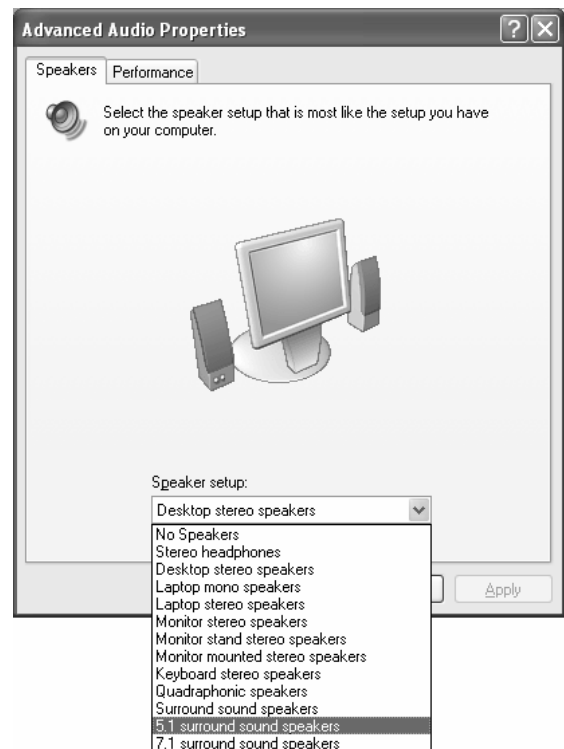 Advanced Audio Properties
Speakers Performance
Select the speaker setup that is most like the setup you have
on your computer.
Speaker setup:
Desktop stereo speakers
No Speakers
Stereo headphones
Desktop stereo speakers
Laptop mono speakers
Laptop stereo speakers
Monitor stereo speakers
Monitor stand stereo speakers
Monitor mounted stereo speakers
Keyboard stereo speakers
Quadraphonic speakers
Surround sound speakers
5.1 surround sound speakers
7.1 surround sound speakers
Apply